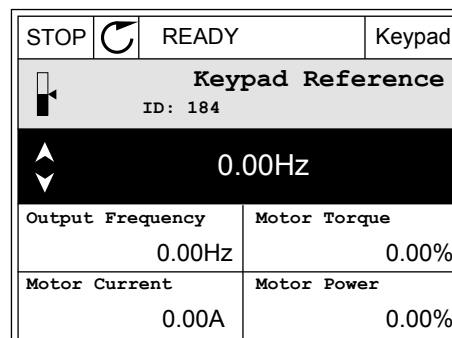 STOP READY Keypad
Keypad Reference
ID: 184
0.00Hz
Output Frequency Motor Torque
0.00Hz 0.00%
Motor Current Motor Power
0.00A 0.00%